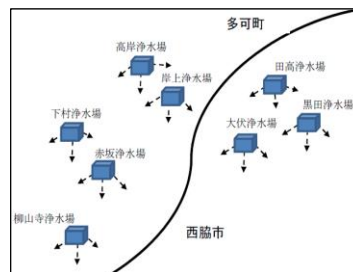 多可町
高岸浄水場
岸上浄水場
田高浄水場
下村浄水場
黒田浄水場
大伏浄水場
赤坂浄水場
柳山寺浄水場
西脇市